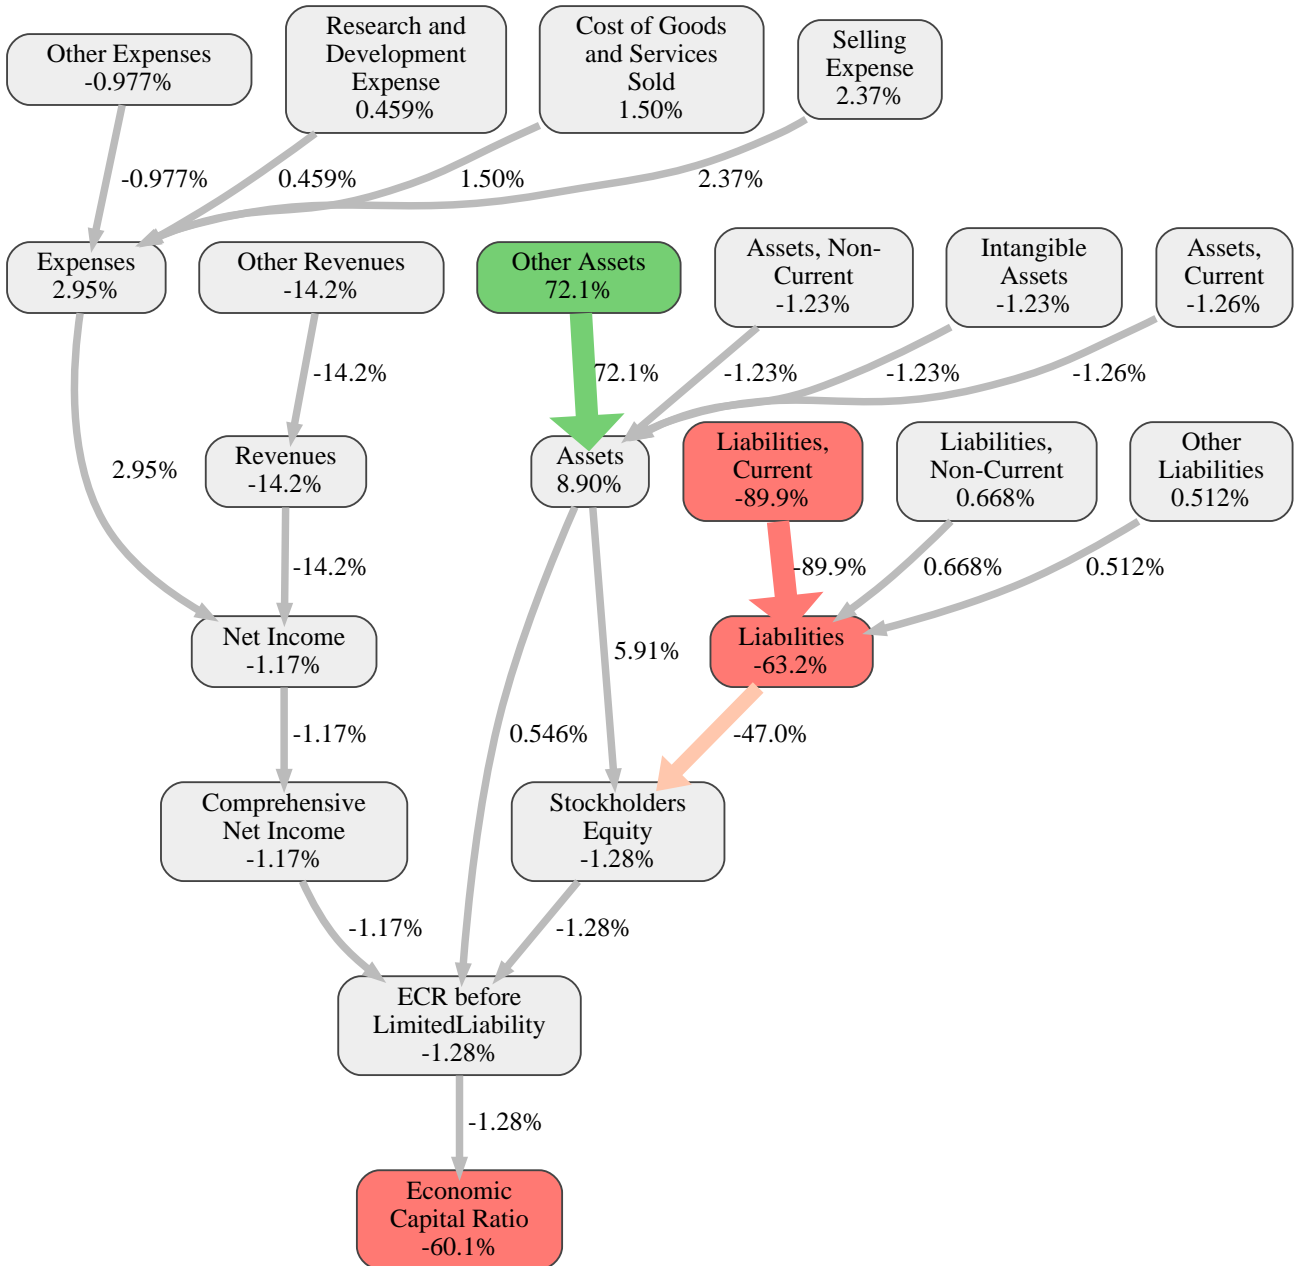 Other Expenses
-0.977%
Research and
Development
Expense
0.459%
Cost of Goods
and Services
Sold
1.50%
Selling
Expense
2.37%
-0.977%
0.459%
1.50%
2.37%
Expenses
2.95%
Other Revenues
-14.2%
Other Assets
72.1%
Assets, Non-
Current
-1.23%
Intangible
Assets
-1.23%
Assets,
Current
-1.26%
-14.2%
72.1%
-1.23%
-1.23%
-1.26%
2.95%
Revenues
-14.2%
Assets
8.90%
Liabilities,
Current
-89.9%
Liabilities,
Non-Current
0.668%
Other
Liabilities
0.512%
-14.2%
-89.9%
0.668%
0.512%
Net Income
-1.17%
5.91%
Liabilities
-63.2%
-1.17%
0.546%
-47.0%
Comprehensive
Net Income
-1.17%
Stockholders
Equity
-1.28%
-1.17%
-1.28%
ECR before
LimitedLiability
-1.28%
-1.28%
Economic
Capital Ratio
-60.1%